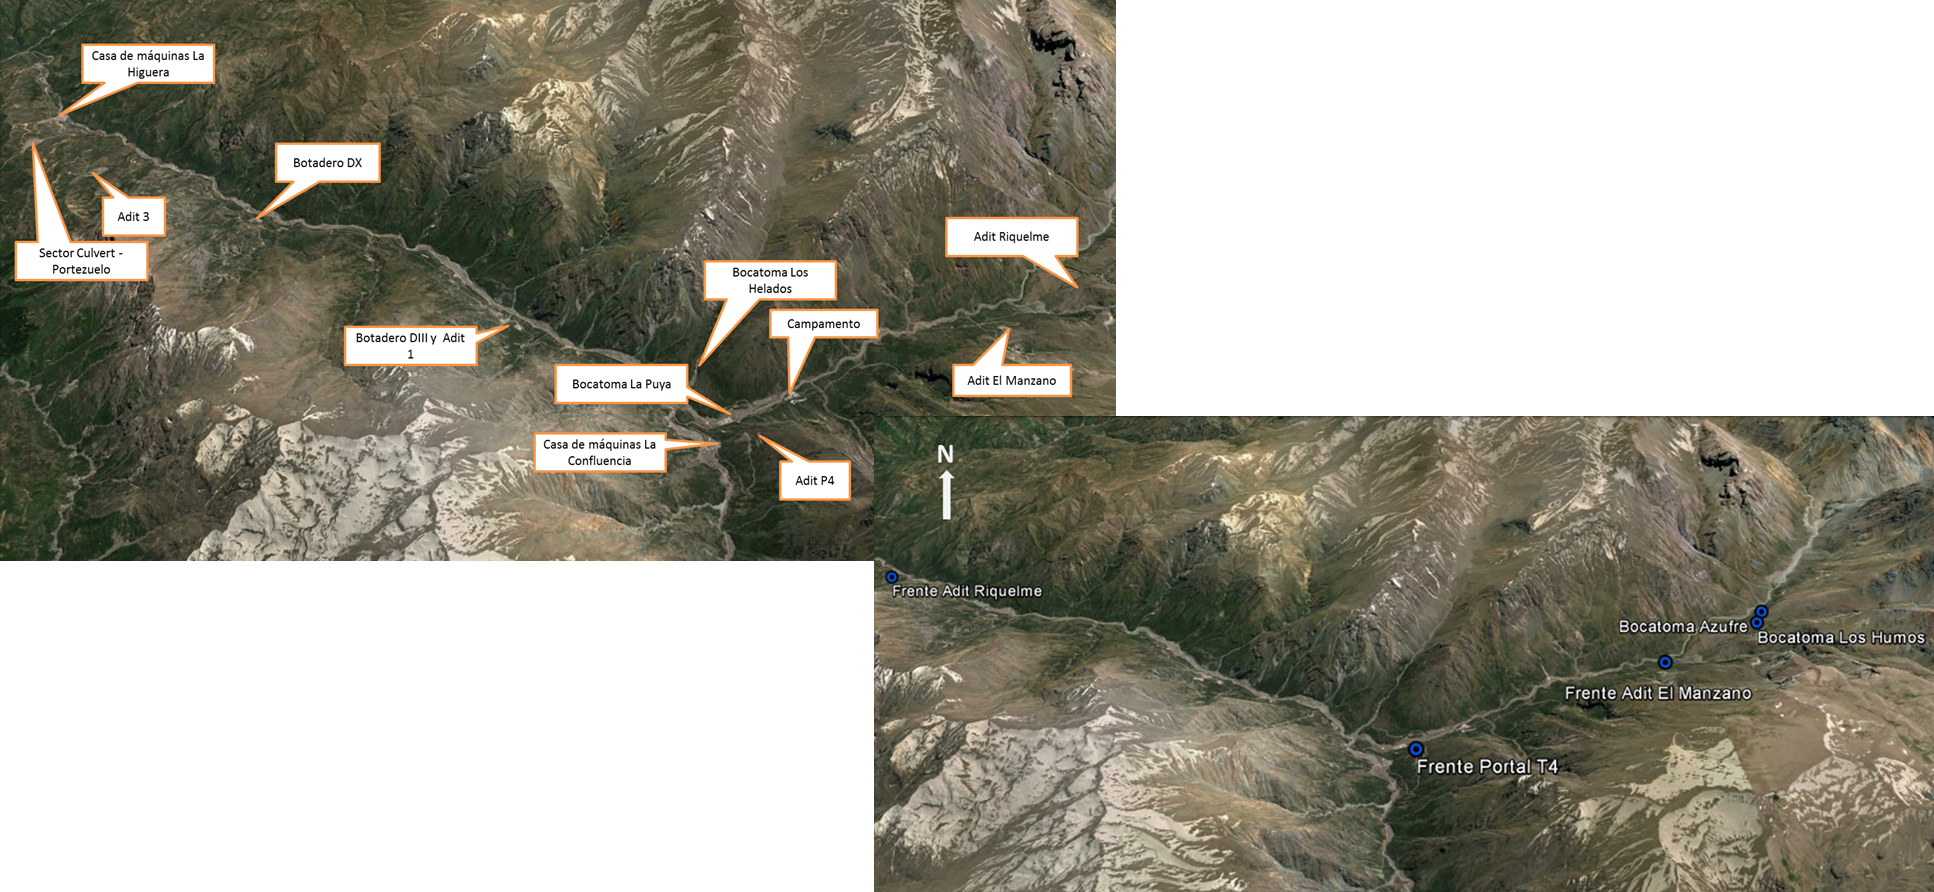 Casa de máquinas La
Higuera
Botadero DX
Adit 3
Sector Culvert -
Portezuelo
Adit Riquelme
Bocatoma Los
Helados
Campamento
Botadero DIII y Adit
1
Bocatoma La Puya
Adit El Manzano
Casa de máquinas La
Confluencia
Adit P4
N
Frente Adit Riquelme
Bocatoma Azufre
Bocatoma Los Humos
Frente Adit El Manzano
Frente Portal T4